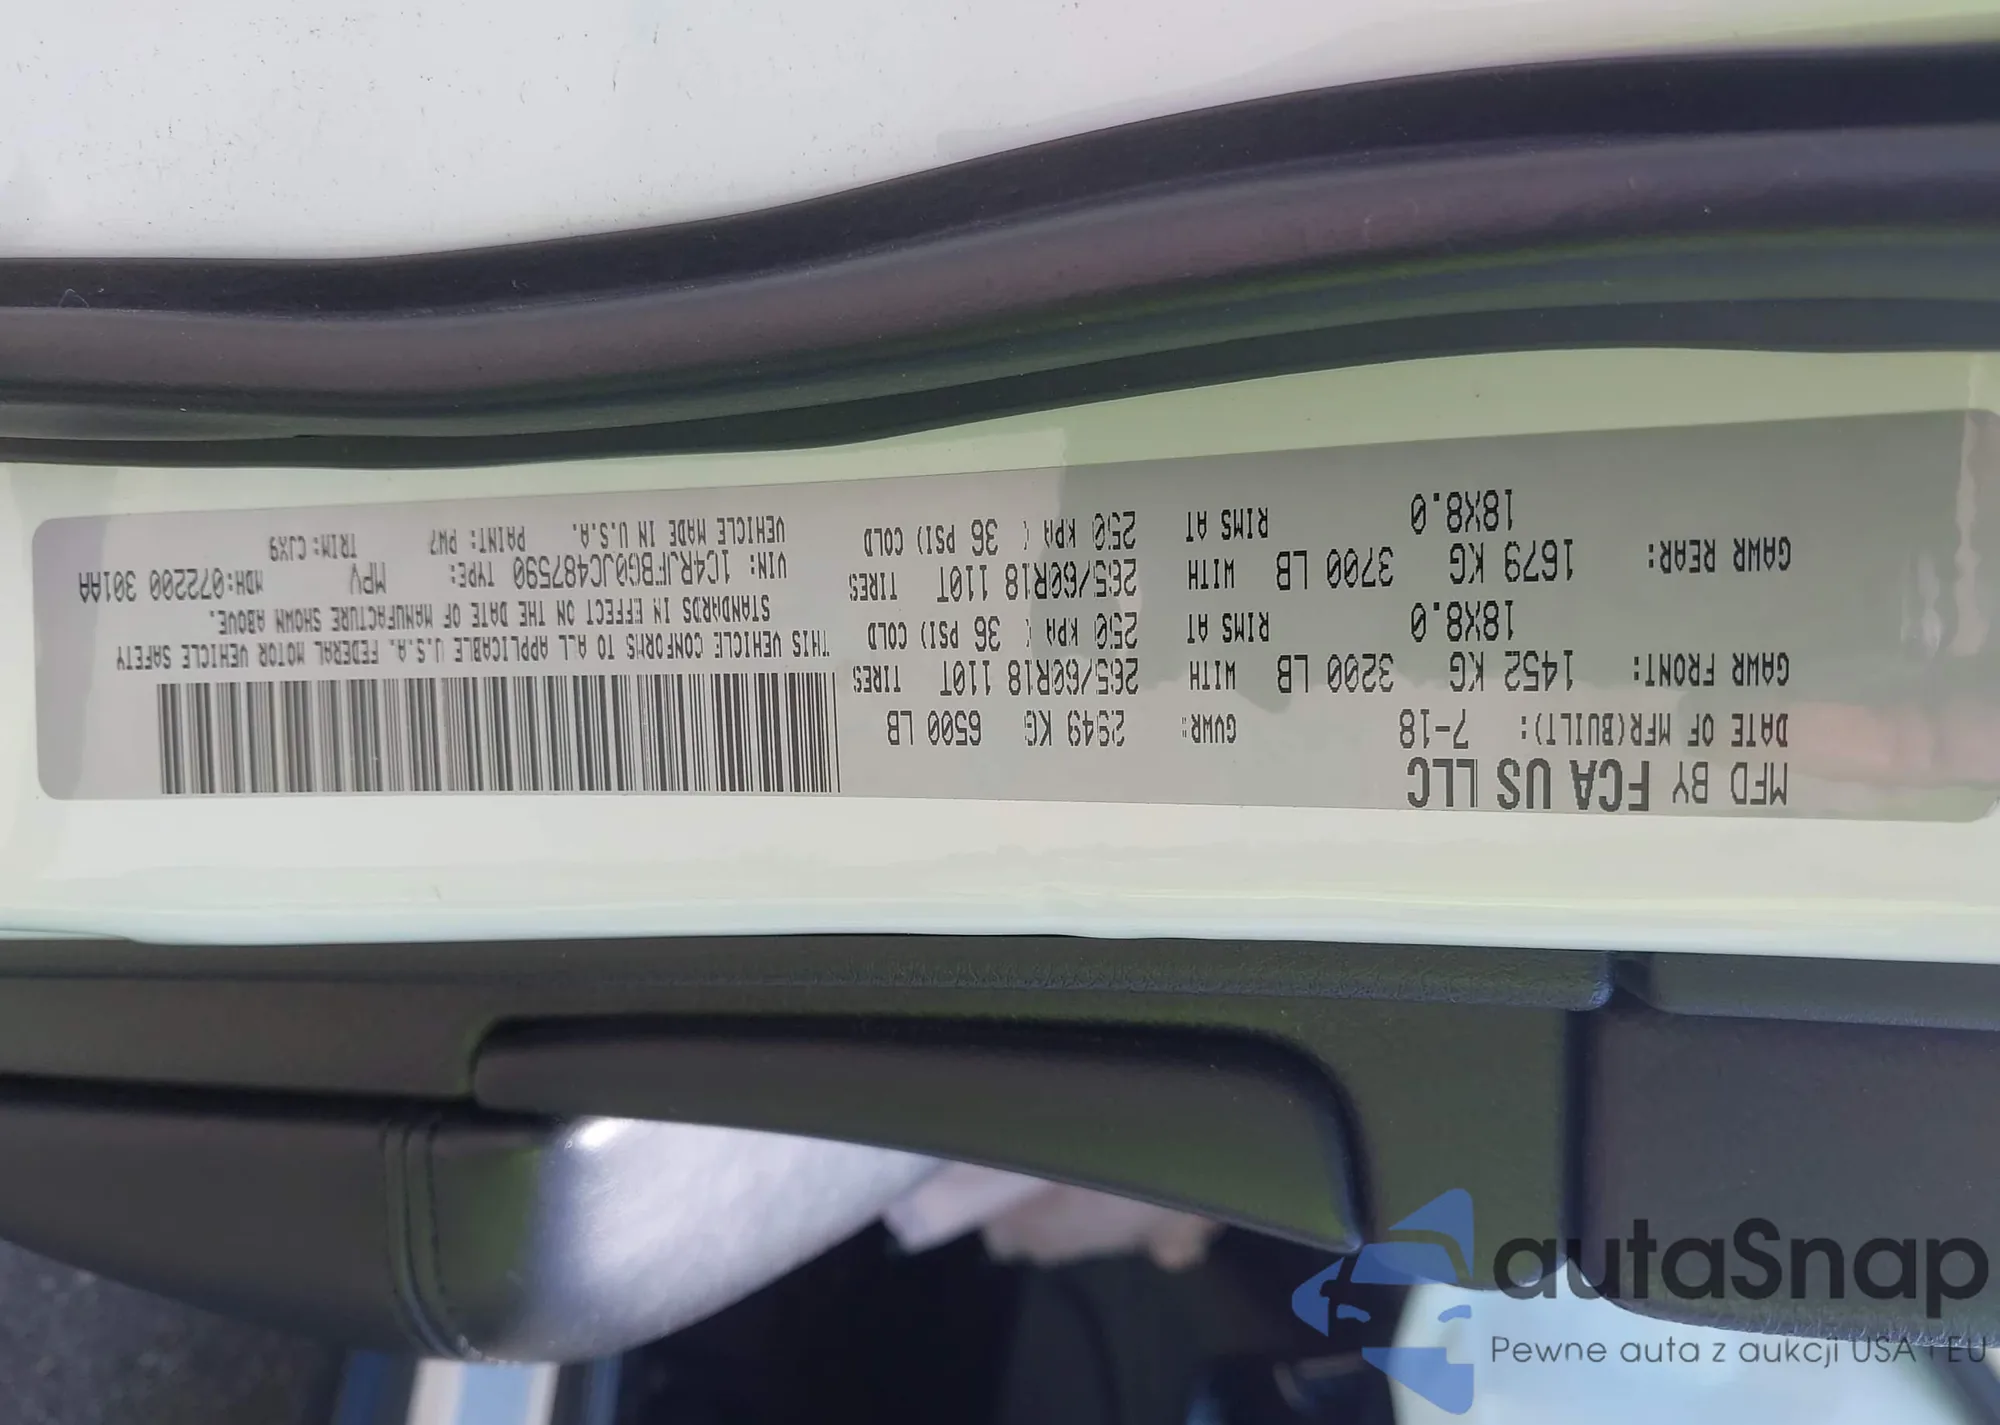 MFD BY FCA US LLC
DATE OF MFR(BUILT): 7-18 GVWR: 2949 KG 6500 LB
GAWR FRONT: 1452 KG 3200 LB WITH 265/60R18 110T TIRES
18X8.0 RIMS AT 250 KPA ( 36 PSI) COLD
GAWR REAR: 1679 KG 3700 LB WITH 265/60R18 110T TIRES
18X8.0 RIMS AT 250 KPA ( 36 PSI) COLD
THIS VEHICLE CONFORMS TO ALL APPLICABLE U.S.A. FEDERAL MOTOR VEHICLE SAFETY
STANDARDS IN EFFECT ON THE DATE OF MANUFACTURE SHOWN ABOVE.
VIN: 1C4RJFBG0JC487590 TYPE: MPV MDH:072200 301AA
VEHICLE MADE IN U.S.A. PAINT: PW7 TRIM: CJX9
autaSnap
Pewne auta z aukcji USA i EU